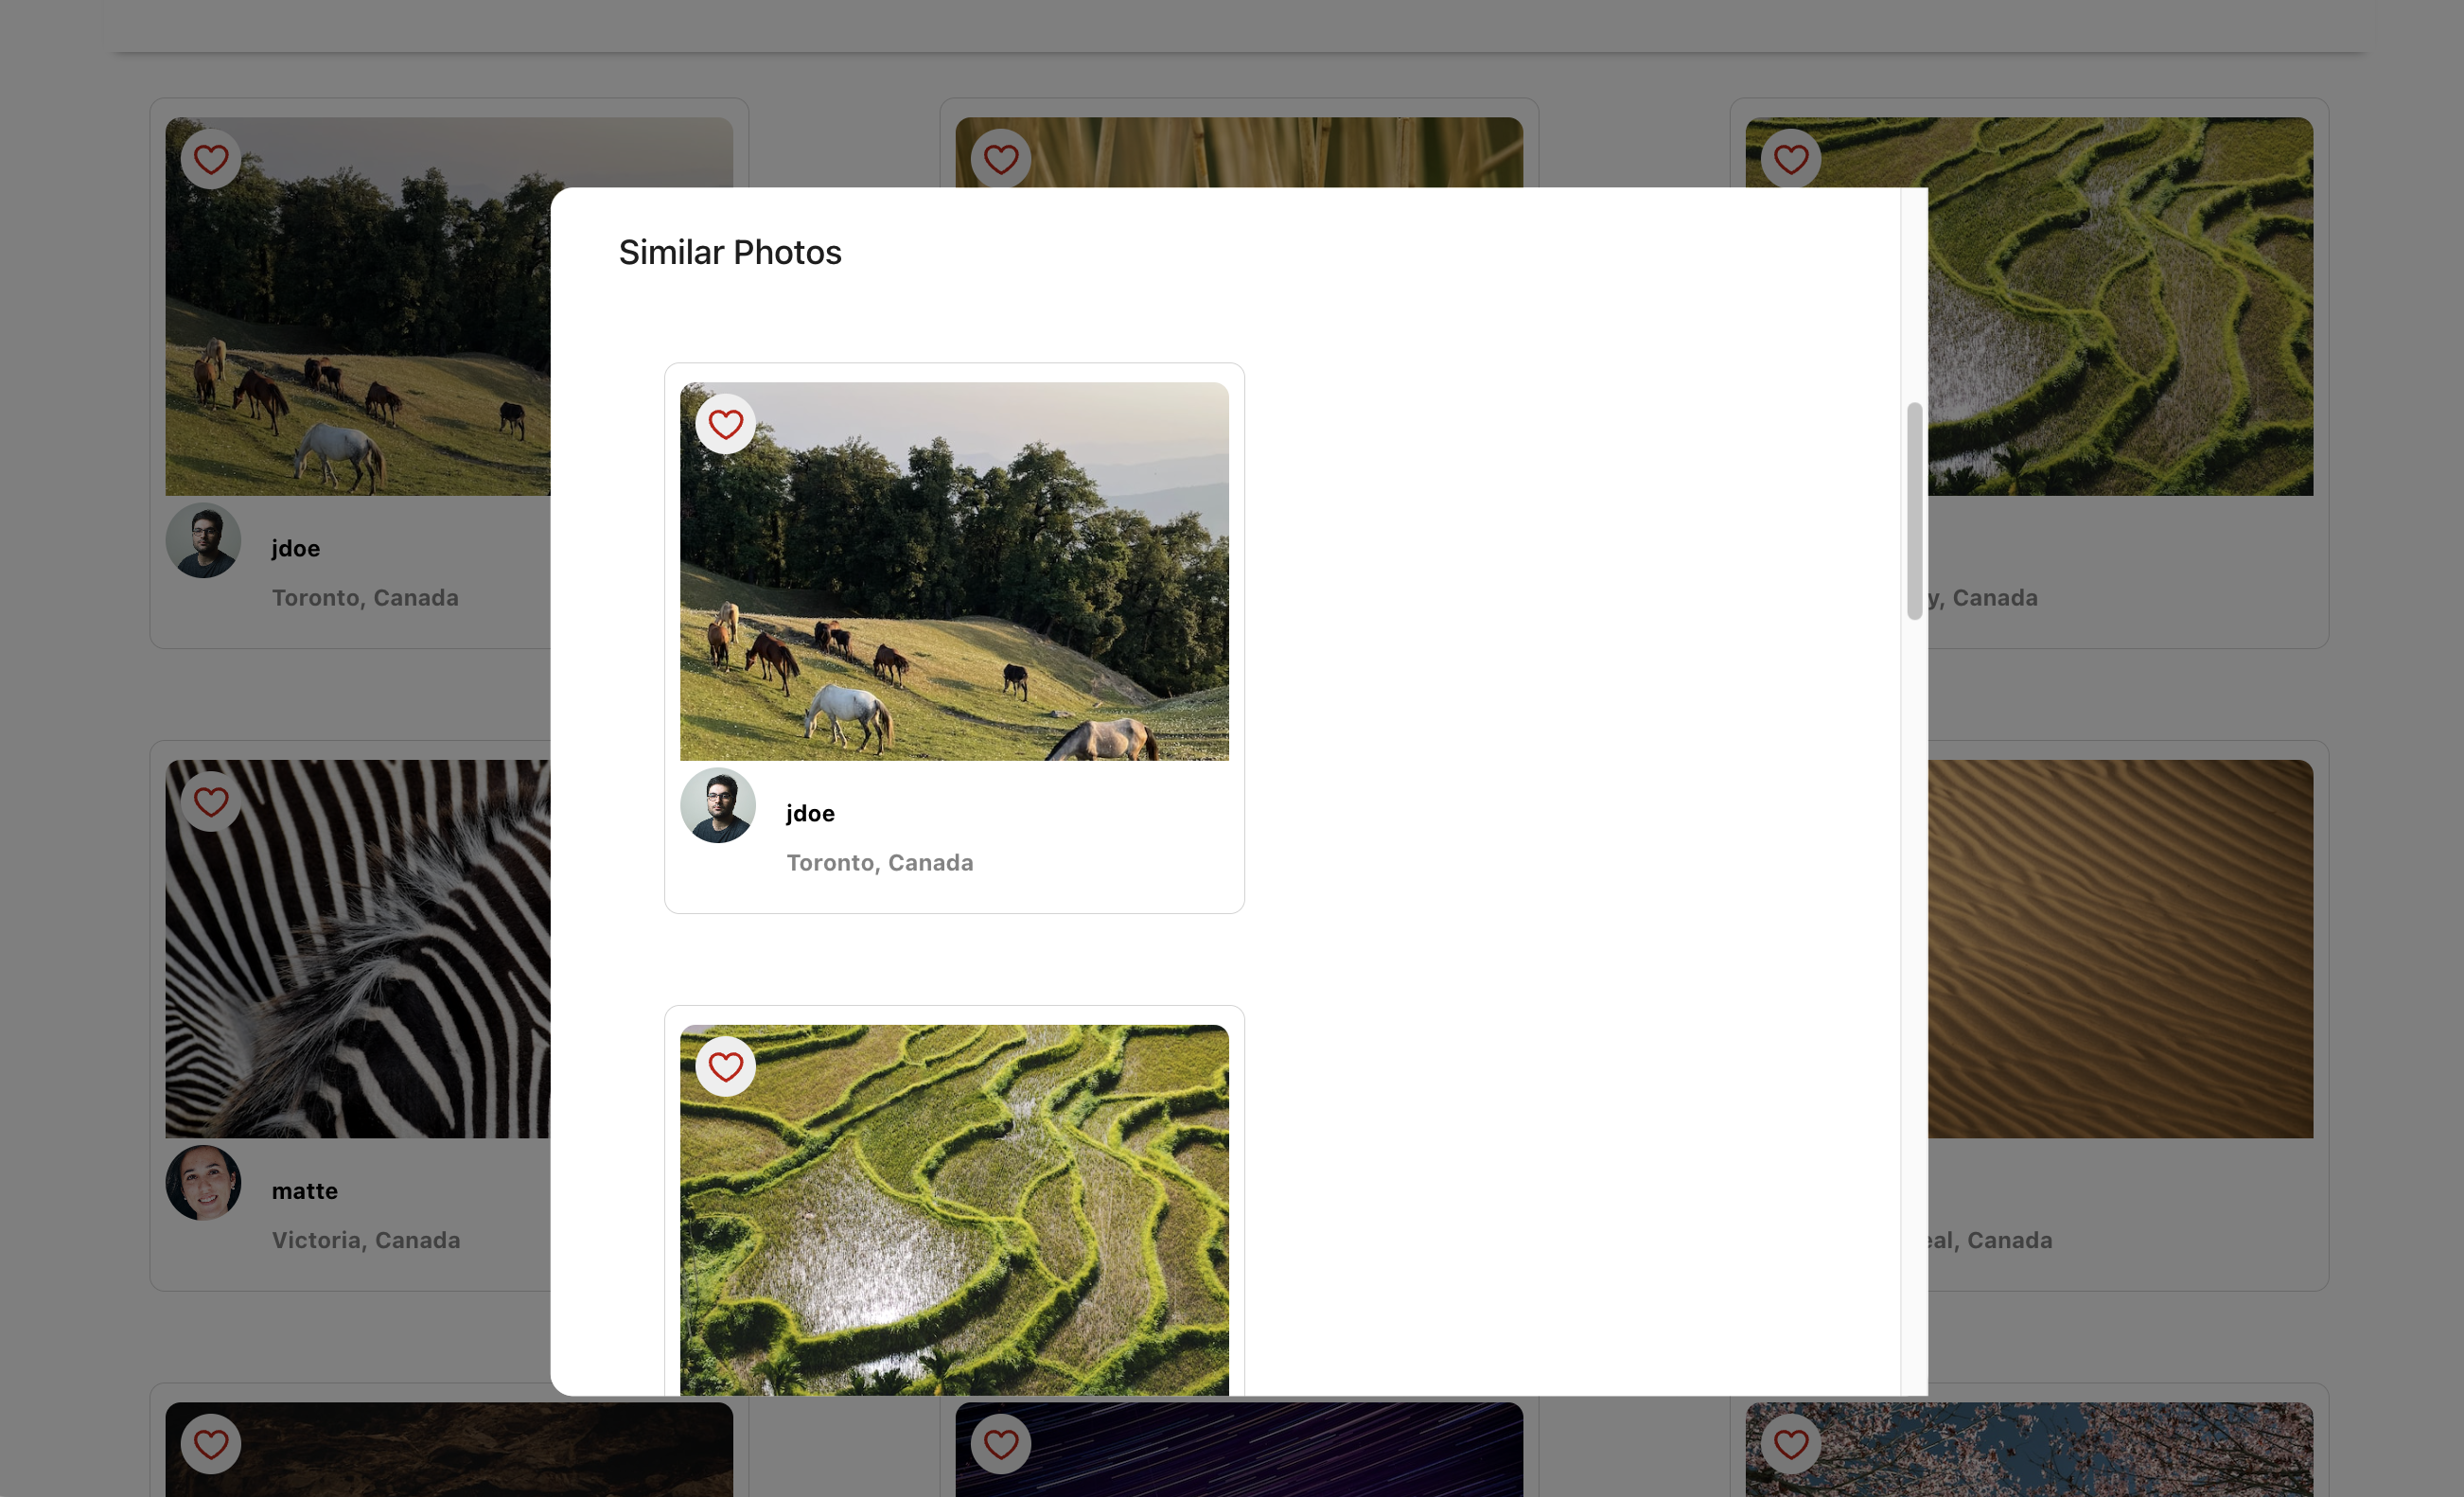 Similar Photos
jdoe
Toronto, Canada
jdoe
Toronto, Canada
y, Canada
matte
Victoria, Canada
eal, Canada